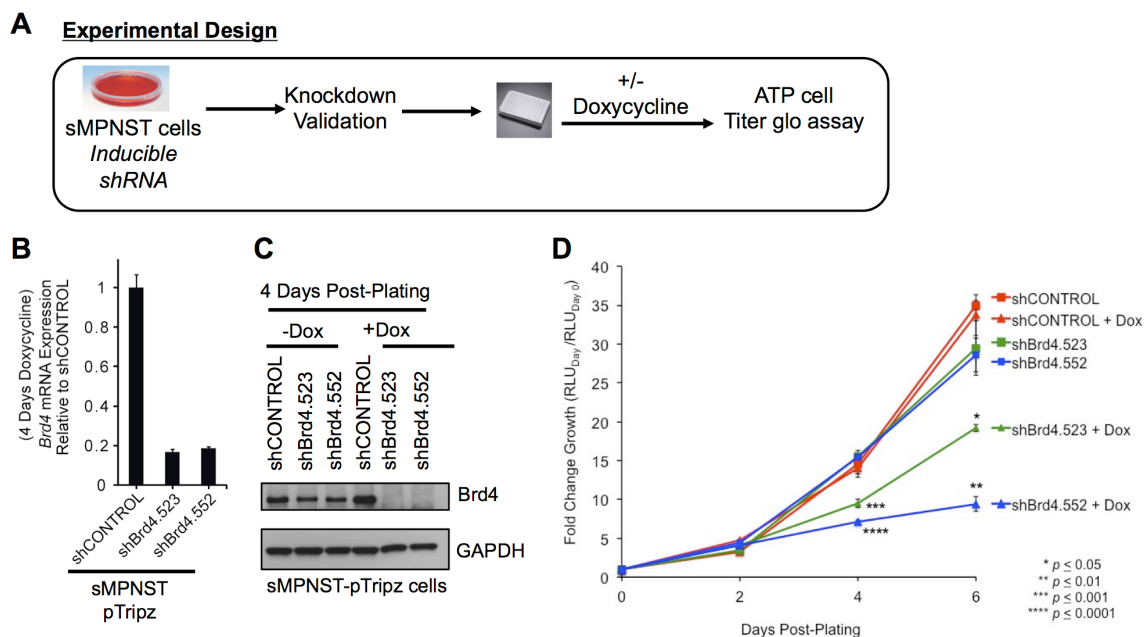 A
Experimental Design
sMPNST cells
Inducible
shRNA
Knockdown
Validation
+/-
Doxycycline
ATP cell
Titer glo assay
B
(4 Days Doxycycline)
Brd4 mRNA Expression
Relative to shCONTROL
1
0.8
0.6
0.4
0.2
0
shCONTROL
shBrd4.523
shBrd4.552
sMPNST
pTripz
C
4 Days Post-Plating
-Dox
+Dox
shCONTROL
shBrd4.523
shBrd4.552
shCONTROL
shBrd4.523
shBrd4.552
Brd4
GAPDH
sMPNST-pTripz cells
D
Fold Change Growth (RLU Day/RLU Day 0)
40
35
30
25
20
15
10
5
0
0
2
4
6
Days Post-Plating
shCONTROL
shCONTROL + Dox
shBrd4.523
shBrd4.552
*
shBrd4.523 + Dox
**
shBrd4.552 + Dox
*
***
****
* p ≤ 0.05
** p ≤ 0.01
*** p ≤ 0.001
**** p ≤ 0.0001